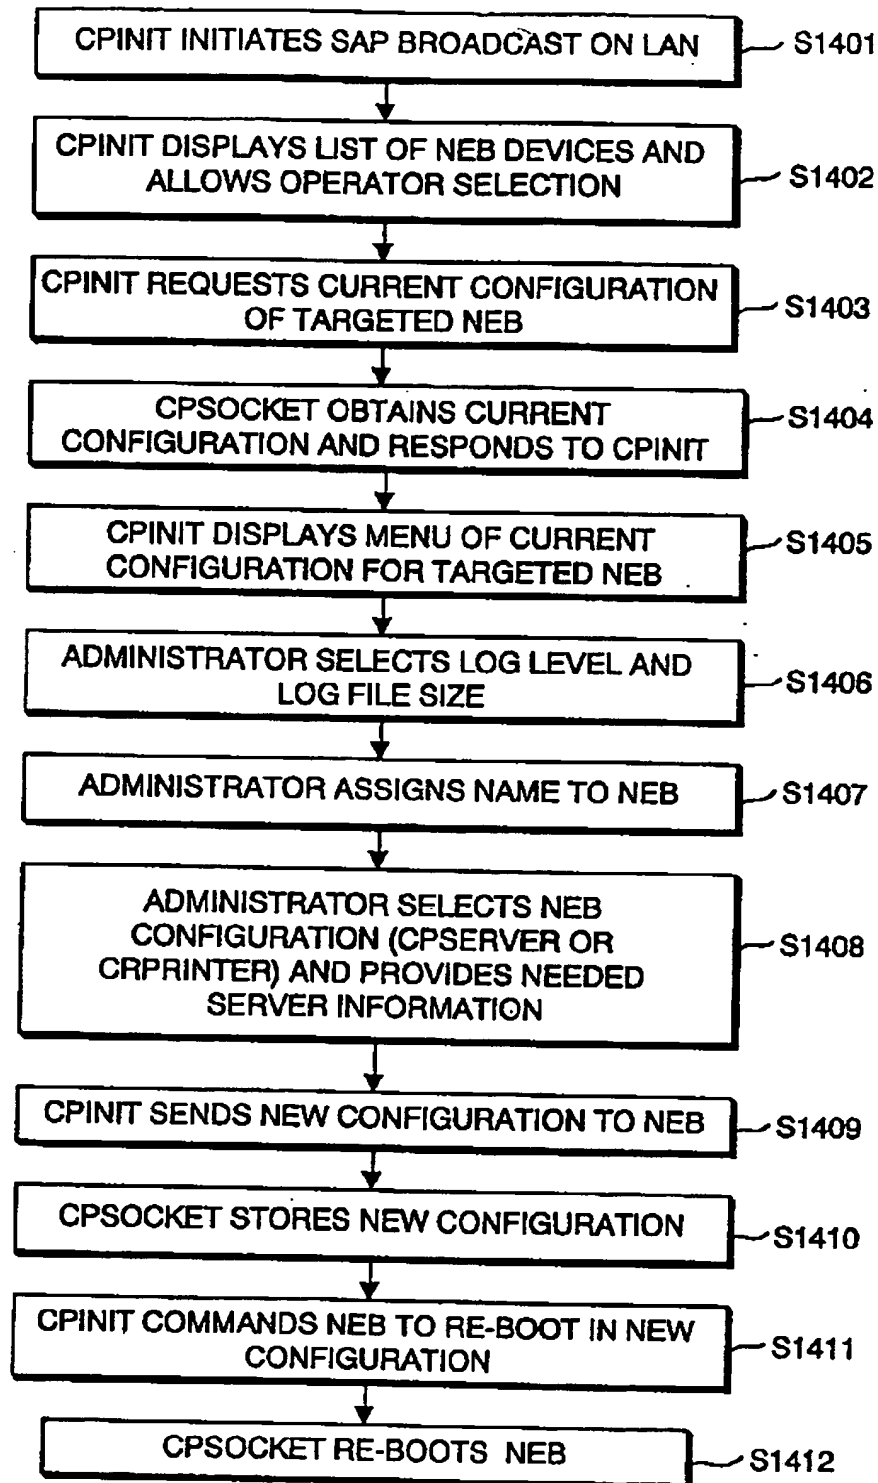 CPINIT INITIATES SAP BROADCAST ON LAN
S1401
CPINIT DISPLAYS LIST OF NEB DEVICES AND
ALLOWS OPERATOR SELECTION
S1402
CPINIT REQUESTS CURRENT CONFIGURATION
OF TARGETED NEB
S1403
CPSOCKET OBTAINS CURRENT
CONFIGURATION AND RESPONDS TO CPINIT
S1404
CPINIT DISPLAYS MENU OF CURRENT
CONFIGURATION FOR TARGETED NEB
S1405
ADMINISTRATOR SELECTS LOG LEVEL AND
LOG FILE SIZE
S1406
ADMINISTRATOR ASSIGNS NAME TO NEB
S1407
ADMINISTRATOR SELECTS NEB
CONFIGURATION (CPSERVER OR
CRPRINTER) AND PROVIDES NEEDED
SERVER INFORMATION
S1408
CPINIT SENDS NEW CONFIGURATION TO NEB
S1409
CPSOCKET STORES NEW CONFIGURATION
S1410
CPINIT COMMANDS NEB TO RE-BOOT IN NEW
CONFIGURATION
S1411
CPSOCKET RE-BOOTS NEB
S1412